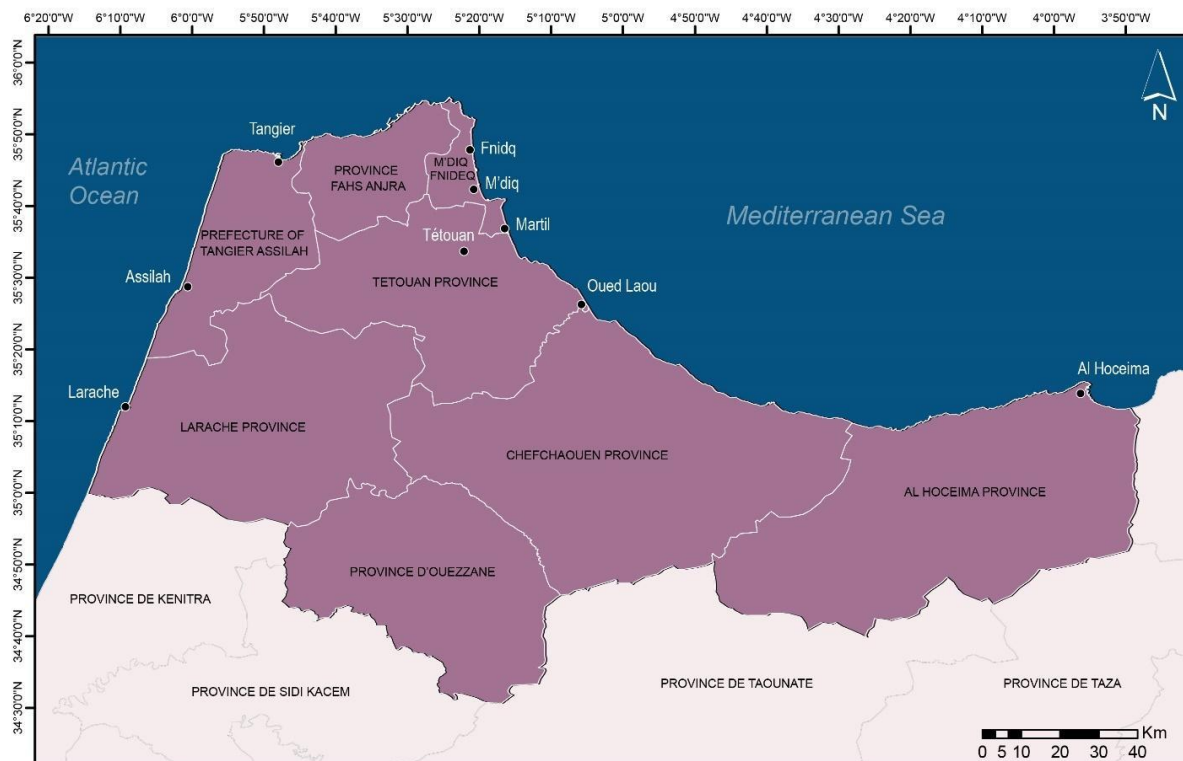 6°20'0"W 6°10'0"W 6°0'0"W 5°50'0"W 5°40'0"W 5°30'0"W 5°20'0"W 5°10'0"W 5°0'0"W 4°50'0"W 4°40'0"W 4°30'0"W 4°20'0"W 4°10'0"W 4°0'0"W 3°50'0"W
36°0'0"N
35°50'0"N
35°40'0"N
35°30'0"N
35°20'0"N
35°10'0"N
35°0'0"N
34°50'0"N
34°40'0"N
34°30'0"N
N
Atlantic
Ocean
Mediterranean Sea
Tangier
Fnidq
M'diq
Martil
Tétouan
Assilah
Oued Laou
Larache
Al Hoceima
PROVINCE
FAHS ANJRA
M'DIQ
FNIDEQ
PREFECTURE OF
TANGIER ASSILAH
TETOUAN PROVINCE
LARACHE PROVINCE
CHEFCHAOUEN PROVINCE
AL HOCEIMA PROVINCE
PROVINCE D'OUEZZANE
PROVINCE DE KENITRA
PROVINCE DE SIDI KACEM
PROVINCE DE TAOUNATE
PROVINCE DE TAZA
Km
0 5 10 20 30 40